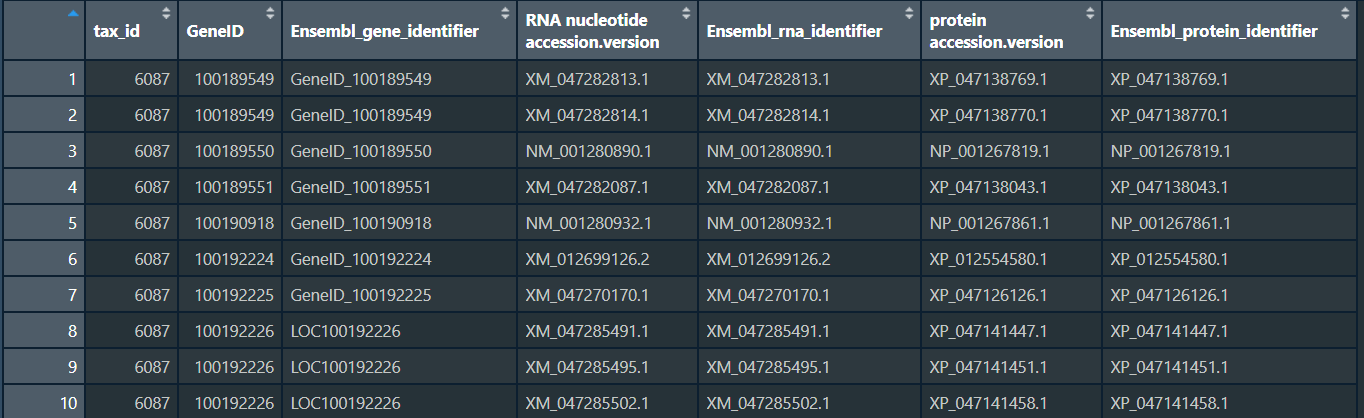 tax_id GeneID Ensembl_gene_identifier RNA nucleotide accession.version Ensembl_rna_identifier protein accession.version Ensembl_protein_identifier
1 6087 100189549 GeneID_100189549 XM_047282813.1 XM_047282813.1 XP_047138769.1 XP_047138769.1
2 6087 100189549 GeneID_100189549 XM_047282814.1 XM_047282814.1 XP_047138770.1 XP_047138770.1
3 6087 100189550 GeneID_100189550 NM_001280890.1 NM_001280890.1 NP_001267819.1 NP_001267819.1
4 6087 100189551 GeneID_100189551 XM_047282087.1 XM_047282087.1 XP_047138043.1 XP_047138043.1
5 6087 100190918 GeneID_100190918 NM_001280932.1 NM_001280932.1 NP_001267861.1 NP_001267861.1
6 6087 100192224 GeneID_100192224 XM_012699126.2 XM_012699126.2 XP_012554580.1 XP_012554580.1
7 6087 100192225 GeneID_100192225 XM_047270170.1 XM_047270170.1 XP_047126126.1 XP_047126126.1
8 6087 100192226 LOC100192226 XM_047285491.1 XM_047285491.1 XP_047141447.1 XP_047141447.1
9 6087 100192226 LOC100192226 XM_047285495.1 XM_047285495.1 XP_047141451.1 XP_047141451.1
10 6087 100192226 LOC100192226 XM_047285502.1 XM_047285502.1 XP_047141458.1 XP_047141458.1